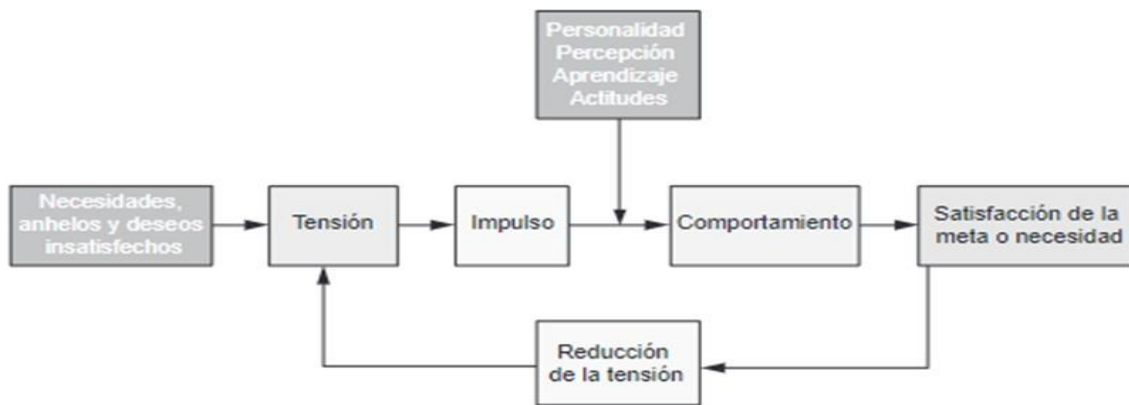 Personalidad
Percepción
Aprendizaje
Actitudes
Necesidades,
anhelos y deseos
insatisfechos
Tensión
Impulso
Comportamiento
Satisfacción de la
meta o necesidad
Reducción
de la tensión